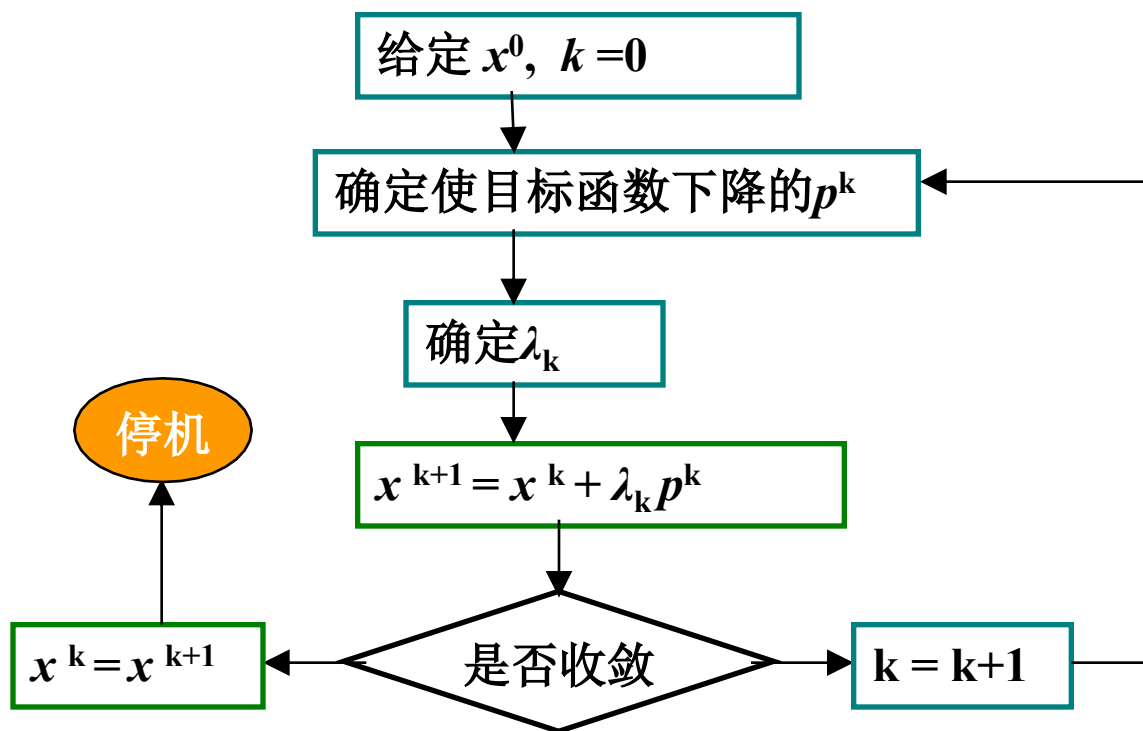 给定 x⁰, k =0
确定使目标函数下降的pᵏ
确定λₖ
停机
x ᵏ⁺¹ = x ᵏ + λₖ pᵏ
x ᵏ = x ᵏ⁺¹
是否收敛
k = k+1